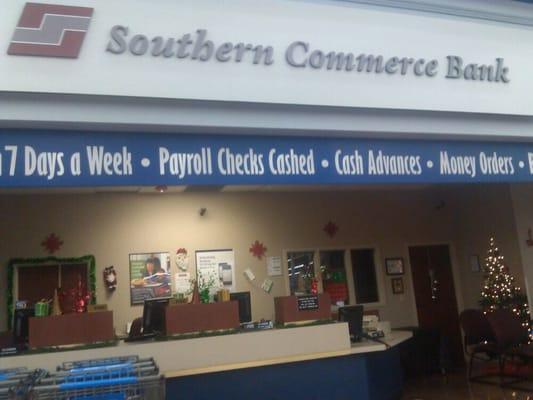 Southern Commerce Bank
7 Days a Week • Payroll Checks Cashed • Cash Advances • Money Orders •